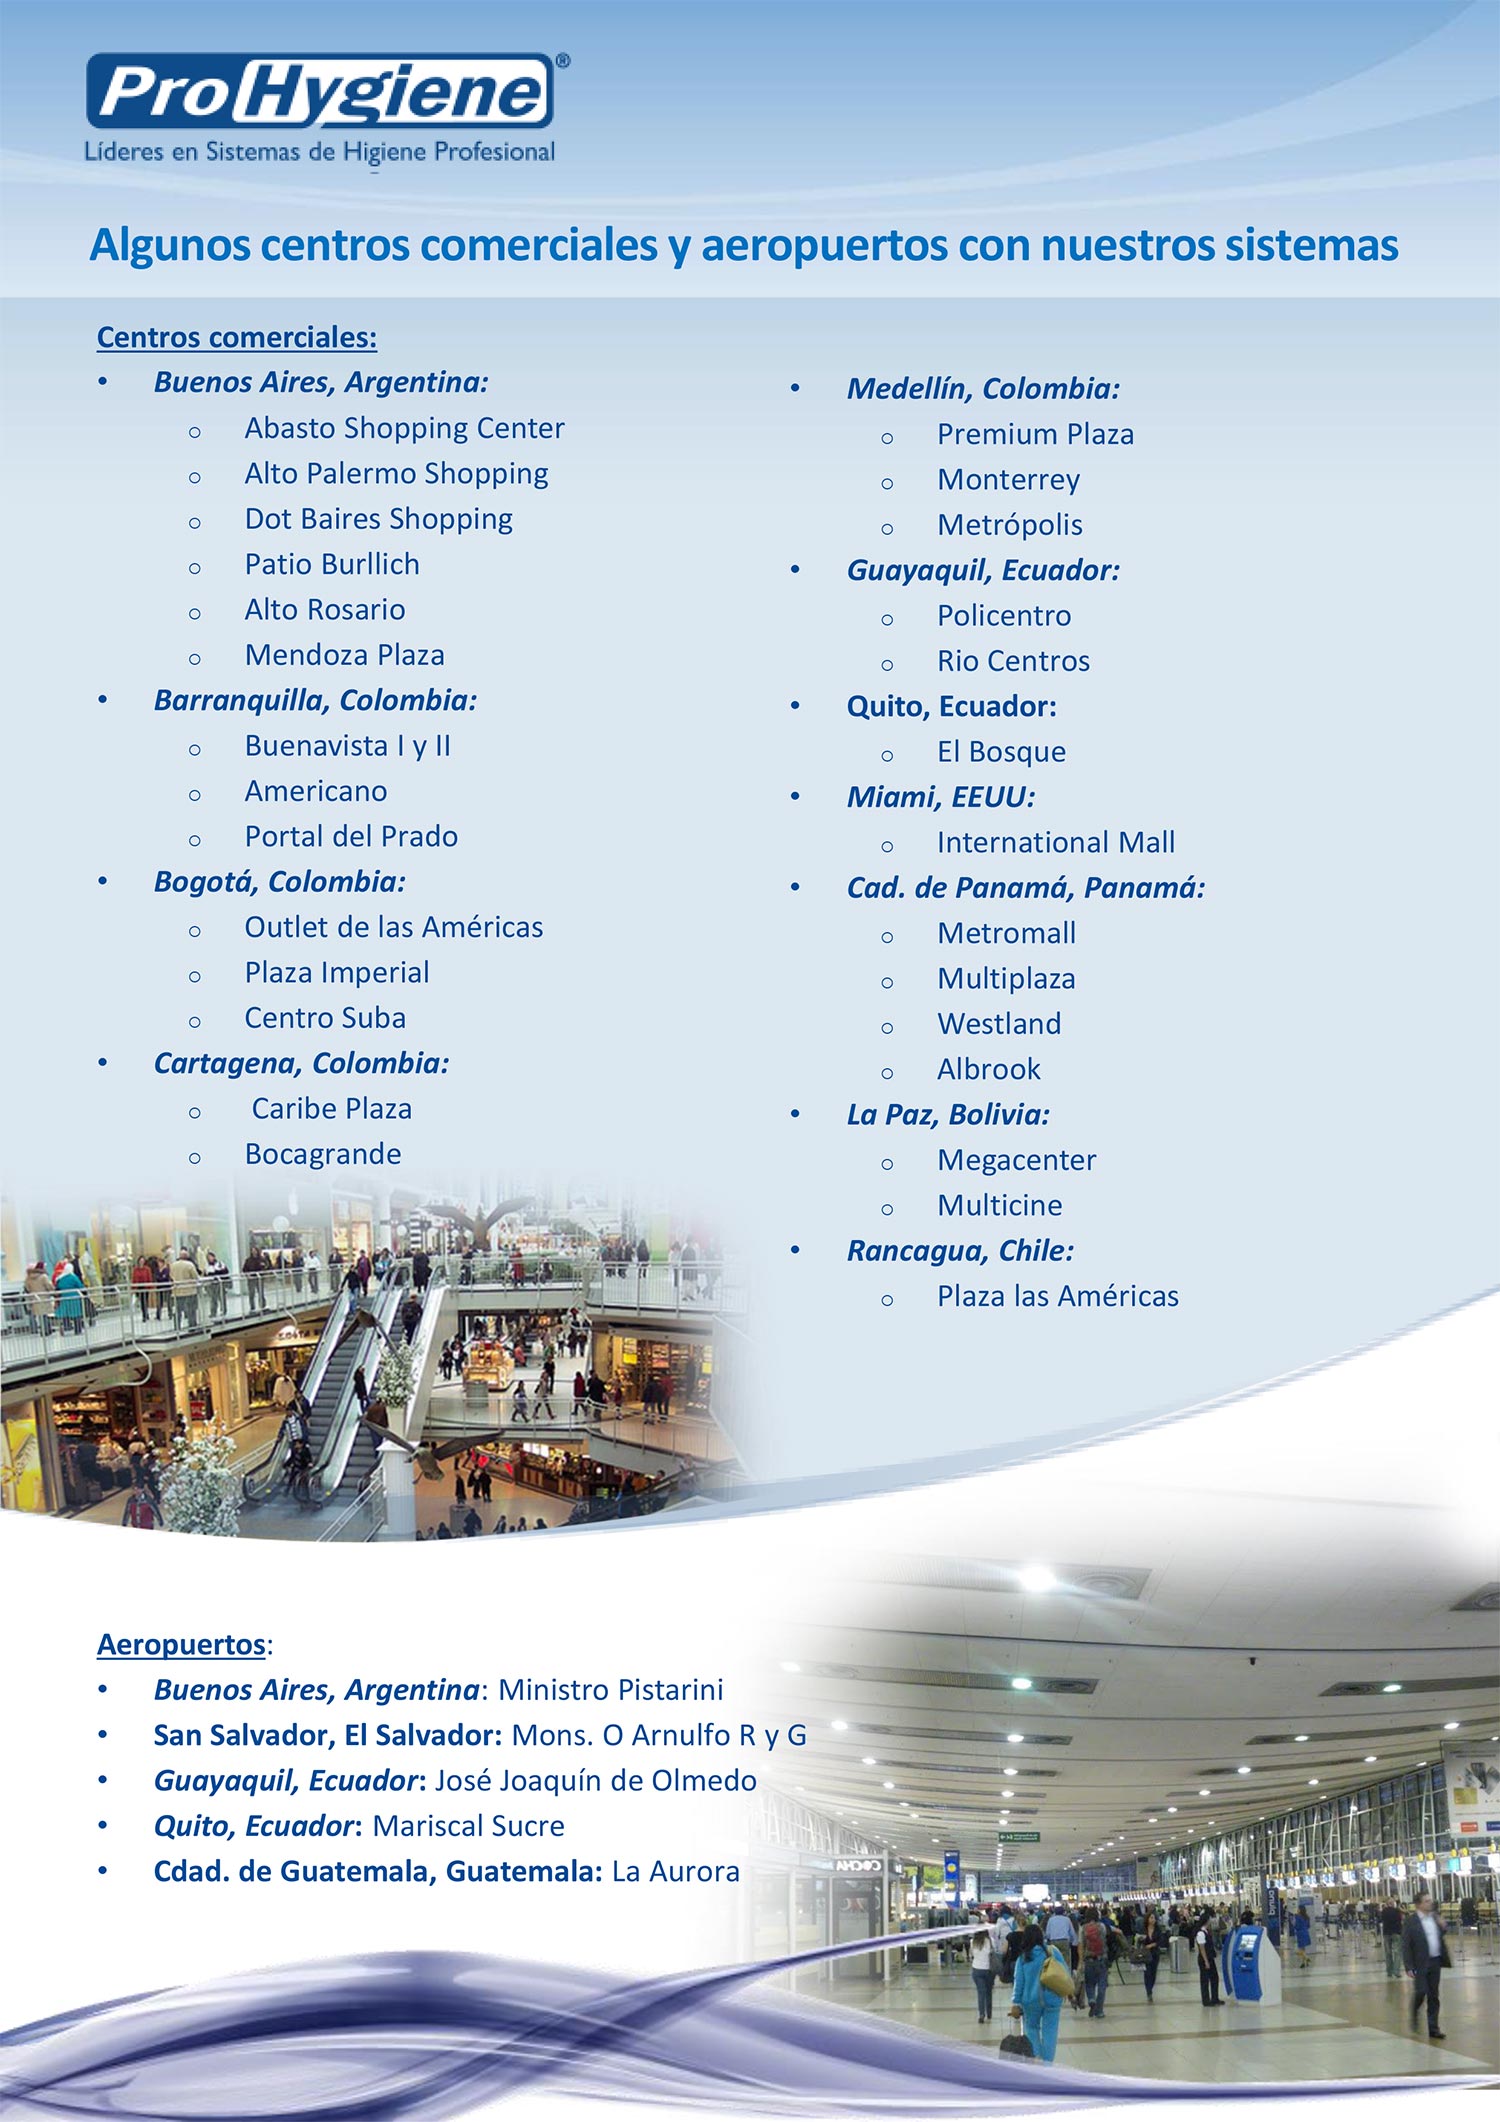 ProHygiene®
Líderes en Sistemas de Higiene Profesional
Algunos centros comerciales y aeropuertos con nuestros sistemas
Centros comerciales:
• Buenos Aires, Argentina:
o Abasto Shopping Center
o Alto Palermo Shopping
o Dot Baires Shopping
o Patio Burllich
o Alto Rosario
o Mendoza Plaza
• Barranquilla, Colombia:
o Buenavista I y II
o Americano
o Portal del Prado
• Bogotá, Colombia:
o Outlet de las Américas
o Plaza Imperial
o Centro Suba
• Cartagena, Colombia:
o Caribe Plaza
o Bocagrande
• Medellín, Colombia:
o Premium Plaza
o Monterrey
o Metrópolis
• Guayaquil, Ecuador:
o Policentro
o Rio Centros
• Quito, Ecuador:
o El Bosque
• Miami, EEUU:
o International Mall
• Cad. de Panamá, Panamá:
o Metromall
o Multiplaza
o Westland
o Albrook
• La Paz, Bolivia:
o Megacenter
o Multicine
• Rancagua, Chile:
o Plaza las Américas
Aeropuertos:
• Buenos Aires, Argentina: Ministro Pistarini
• San Salvador, El Salvador: Mons. O Arnulfo R y G
• Guayaquil, Ecuador: José Joaquín de Olmedo
• Quito, Ecuador: Mariscal Sucre
• Cdad. de Guatemala, Guatemala: La Aurora